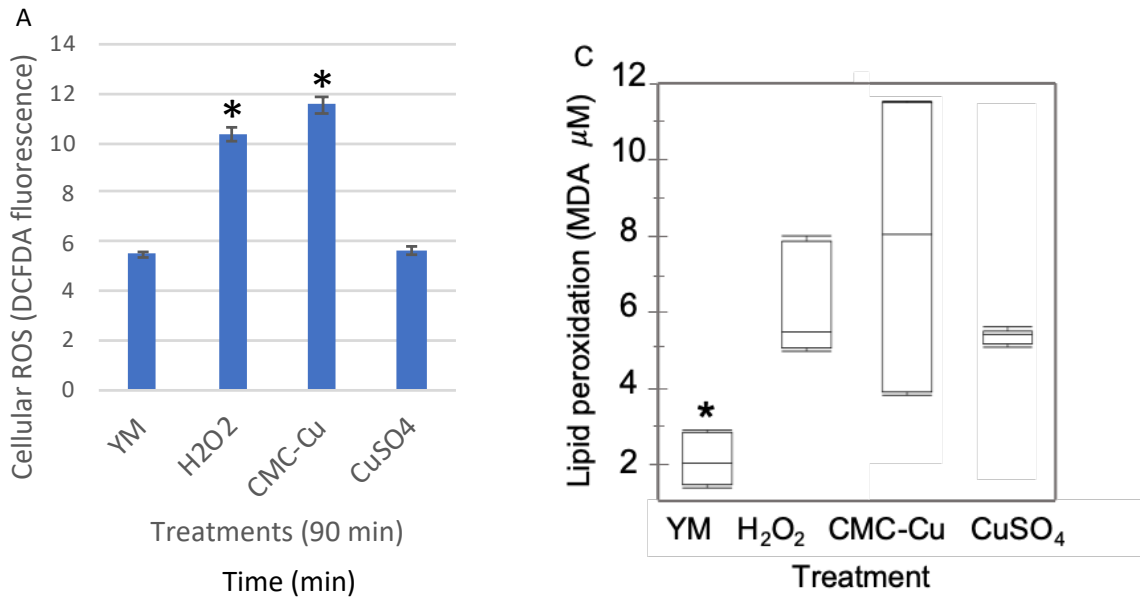 A
Cellular ROS (DCFDA fluorescence)
14
12
10
8
6
4
2
0
*
*
YM
H2O2
CMC-Cu
CuSO4
Treatments (90 min)
Time (min)
C
Lipid peroxidation (MDA μM)
12
10
8
6
4
2
*
YM H₂O₂ CMC-Cu CuSO₄
Treatment